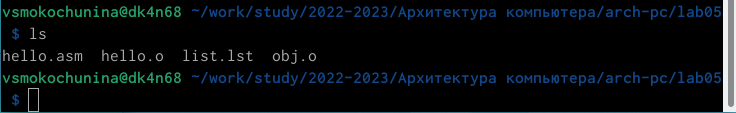 vsmokochunina@dk4n68 ~/work/study/2022-2023/Архитектура компьютера/arch-pc/lab05
$ ls
hello.asm hello.o list.lst obj.o
vsmokochunina@dk4n68 ~/work/study/2022-2023/Архитектура компьютера/arch-pc/lab05
$